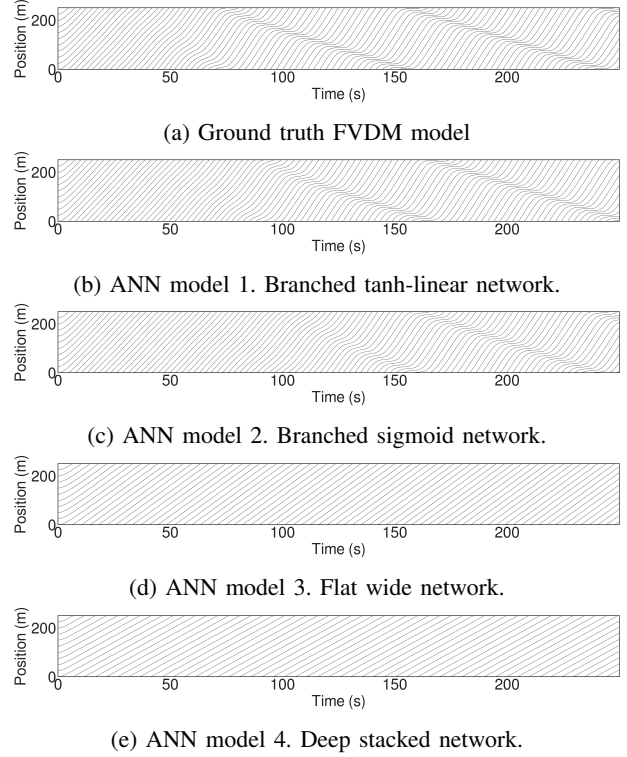 Position (m)
200
0
0 50 100 150 200
Time (s)
(a) Ground truth FVDM model
Position (m)
200
0
0 50 100 150 200
Time (s)
(b) ANN model 1. Branched tanh-linear network.
Position (m)
200
0
0 50 100 150 200
Time (s)
(c) ANN model 2. Branched sigmoid network.
Position (m)
200
0
0 50 100 150 200
Time (s)
(d) ANN model 3. Flat wide network.
Position (m)
200
0
0 50 100 150 200
Time (s)
(e) ANN model 4. Deep stacked network.